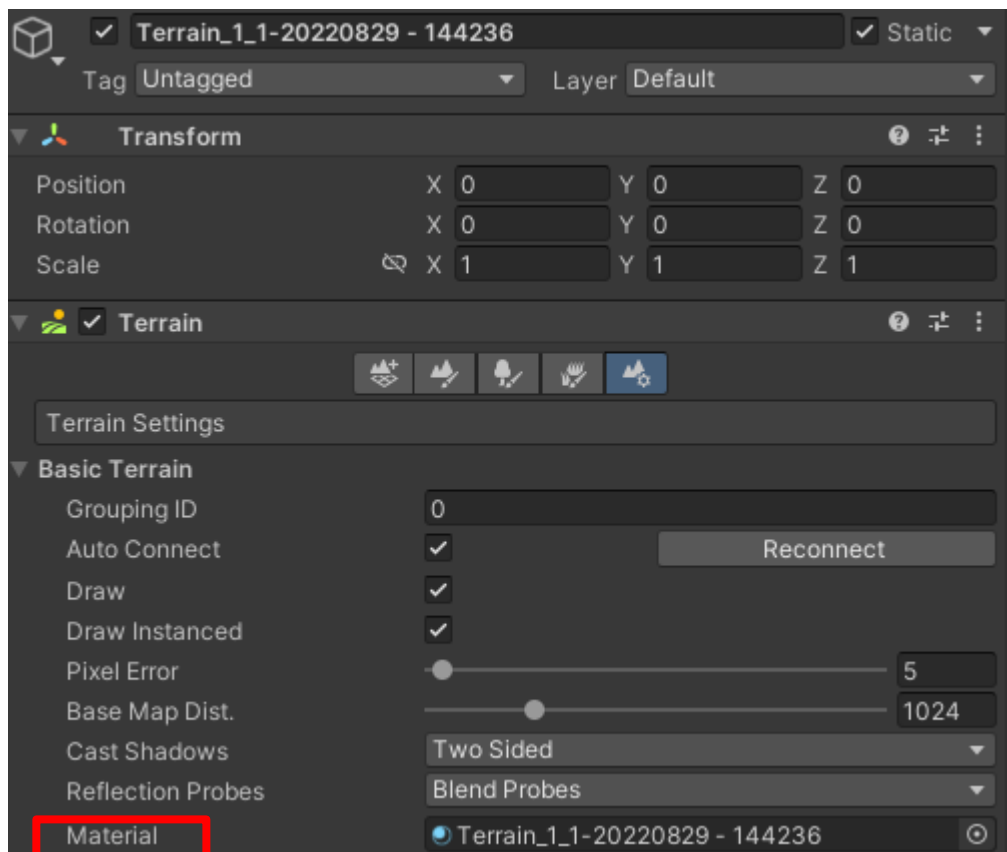 Terrain_1_1-20220829 - 144236 Static
Tag Untagged Layer Default
Transform
Position X 0 Y 0 Z 0
Rotation X 0 Y 0 Z 0
Scale X 1 Y 1 Z 1
Terrain
Terrain Settings
Basic Terrain
Grouping ID 0
Auto Connect Reconnect
Draw
Draw Instanced
Pixel Error 5
Base Map Dist. 1024
Cast Shadows Two Sided
Reflection Probes Blend Probes
Material Terrain_1_1-20220829 - 144236